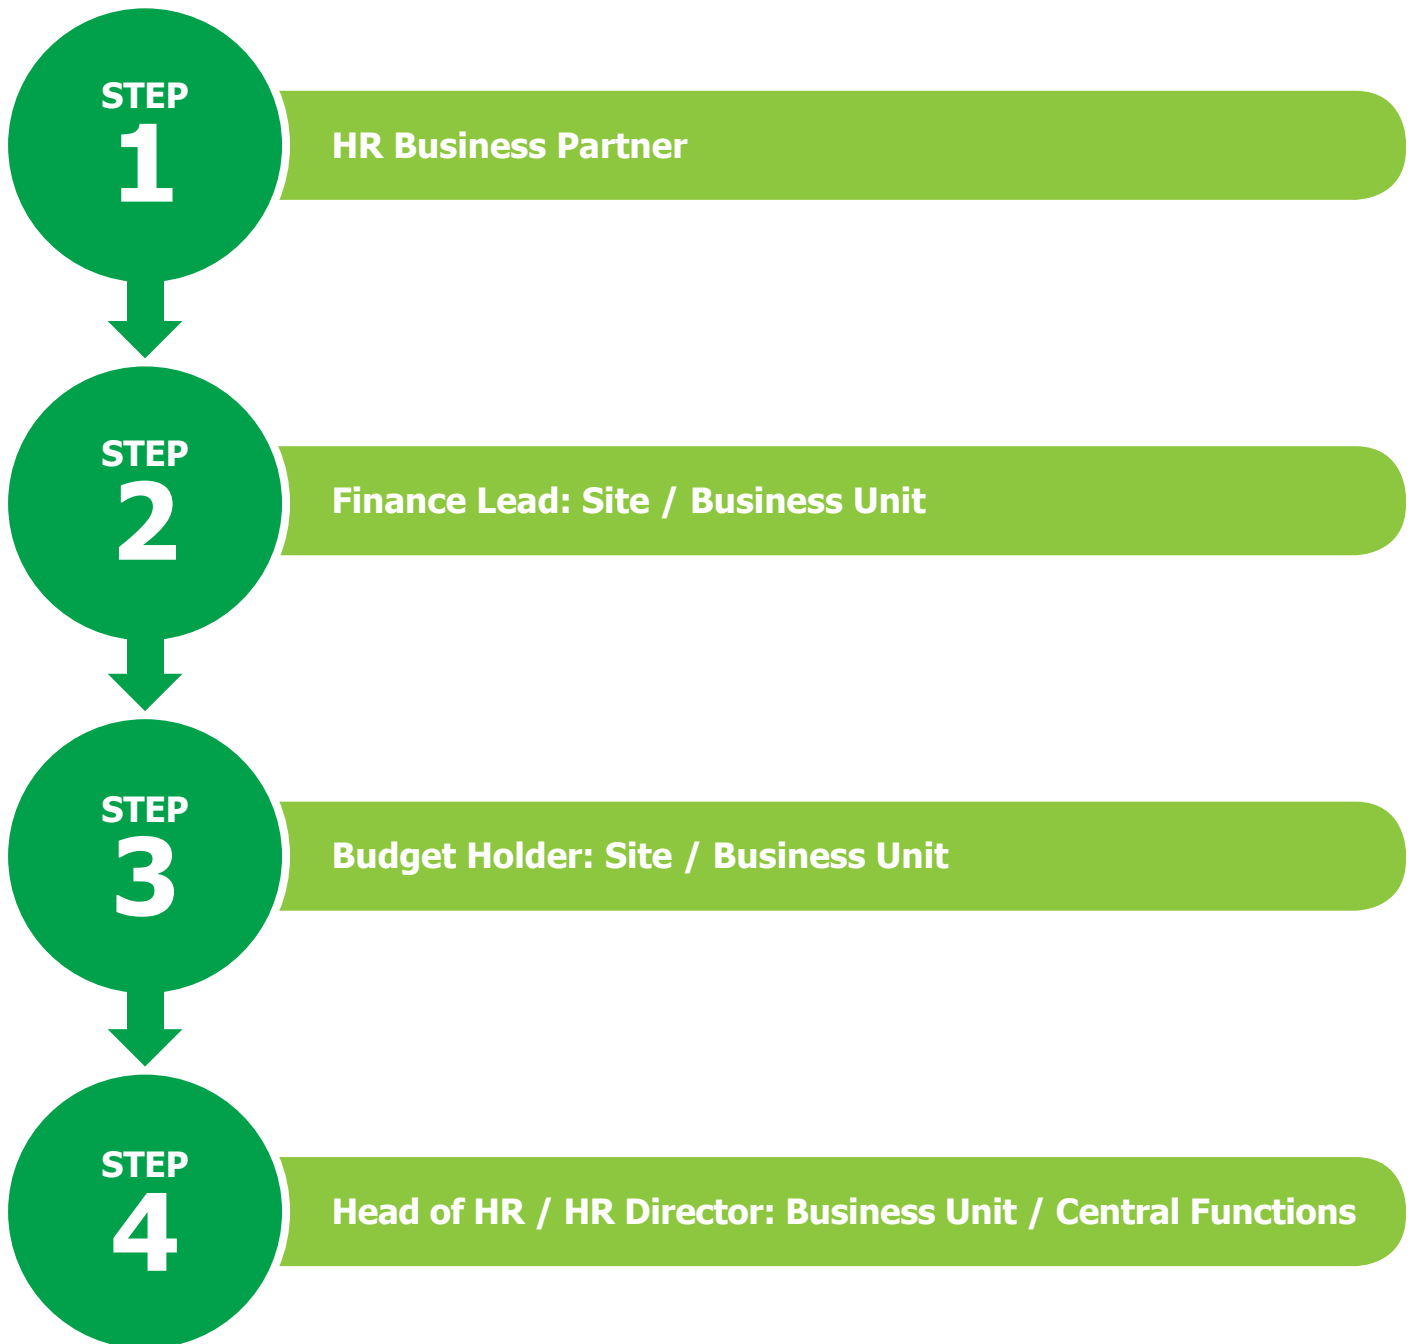 STEP
1
HR Business Partner
STEP
2
Finance Lead: Site / Business Unit
STEP
3
Budget Holder: Site / Business Unit
STEP
4
Head of HR / HR Director: Business Unit / Central Functions